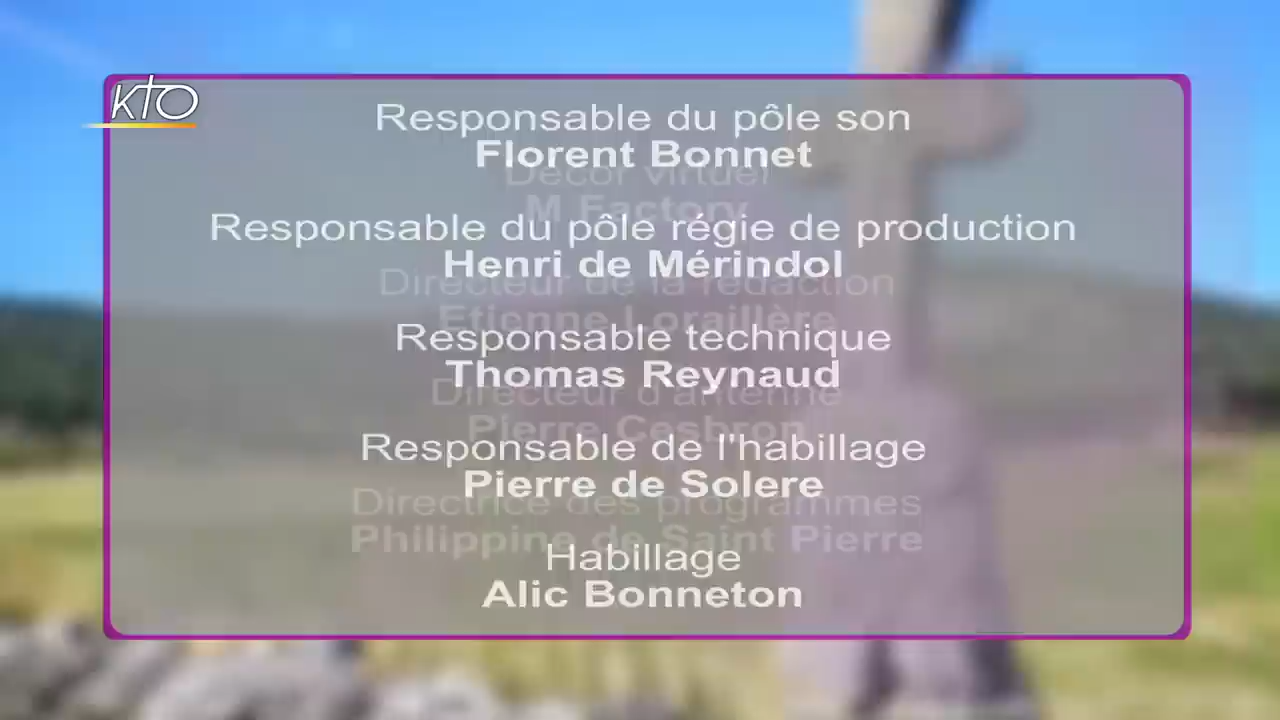 KTO
Responsable du pôle son
Florent Bonnet
Décor virtuel
M Factory
Responsable du pôle régie de production
Henri de Mérindol
Directeur de la rédaction
Etienne Loraillère
Responsable technique
Thomas Reynaud
Directeur d'antenne
Pierre Cesbron
Responsable de l'habillage
Pierre de Solere
Directrice des programmes
Philippine de Saint Pierre
Habillage
Alic Bonneton